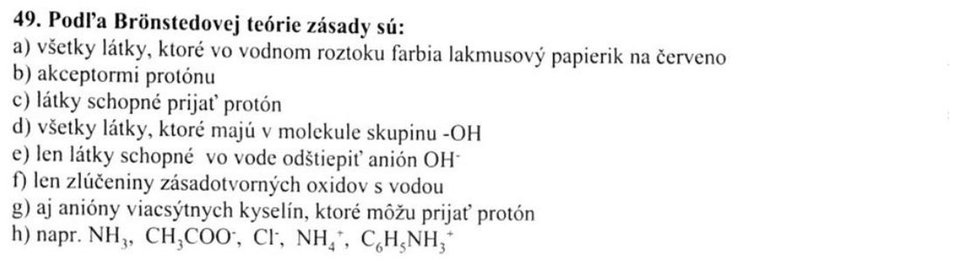 49. Podľa Brönstedovej teórie zásady sú:
a) všetky látky, ktoré vo vodnom roztoku farbia lakmusový papierik na červeno
b) akceptormi protónu
c) látky schopné prijať protón
d) všetky látky, ktoré majú v molekule skupinu -OH
e) len látky schopné vo vode odštiepiť anión OH⁻
f) len zlúčeniny zásadotvorných oxidov s vodou
g) aj anióny viacsýtnych kyselín, ktoré môžu prijať protón
h) napr. NH₃, CH₃COO⁻, Cl⁻, NH₄⁺, C₆H₅NH₃⁺